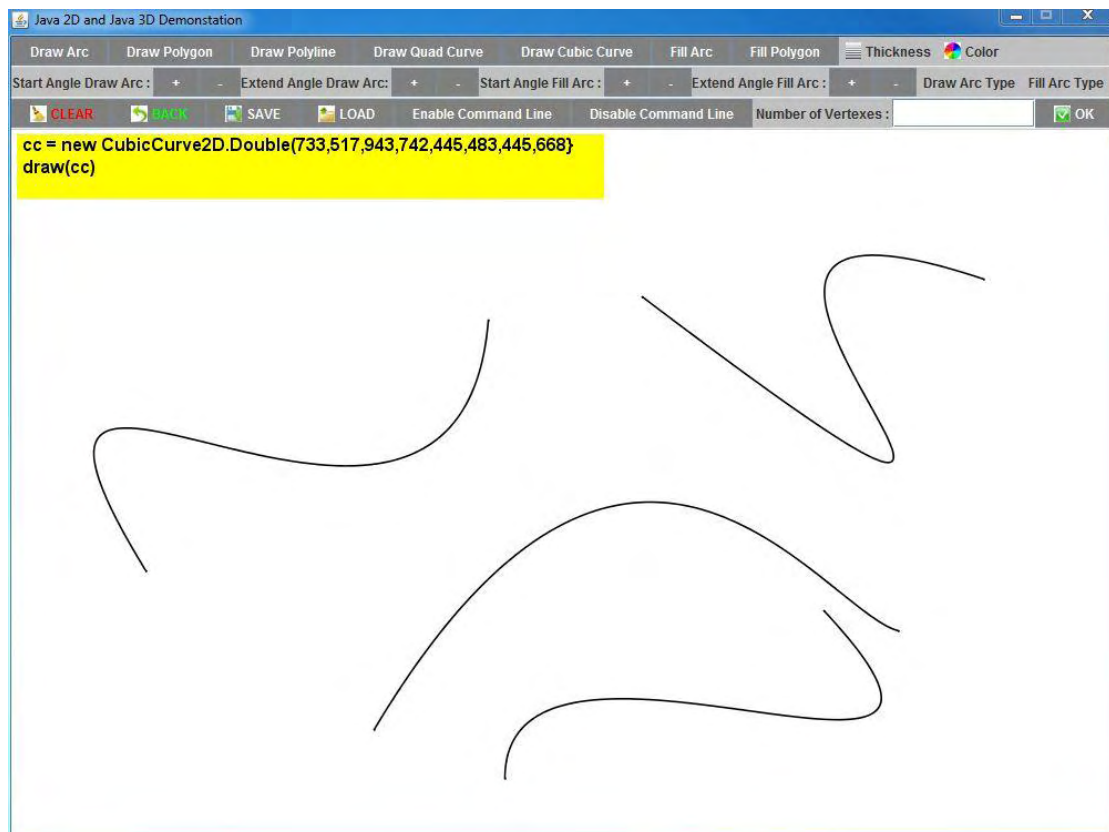 Java 2D and Java 3D Demonstation
Draw Arc Draw Polygon Draw Polyline Draw Quad Curve Draw Cubic Curve Fill Arc Fill Polygon Thickness Color
Start Angle Draw Arc : + - Extend Angle Draw Arc: + - Start Angle Fill Arc : + - Extend Angle Fill Arc : + - Draw Arc Type Fill Arc Type
CLEAR BACK SAVE LOAD Enable Command Line Disable Command Line Number of Vertexes : OK
cc = new CubicCurve2D.Double(733,517,943,742,445,483,445,668}
draw(cc)